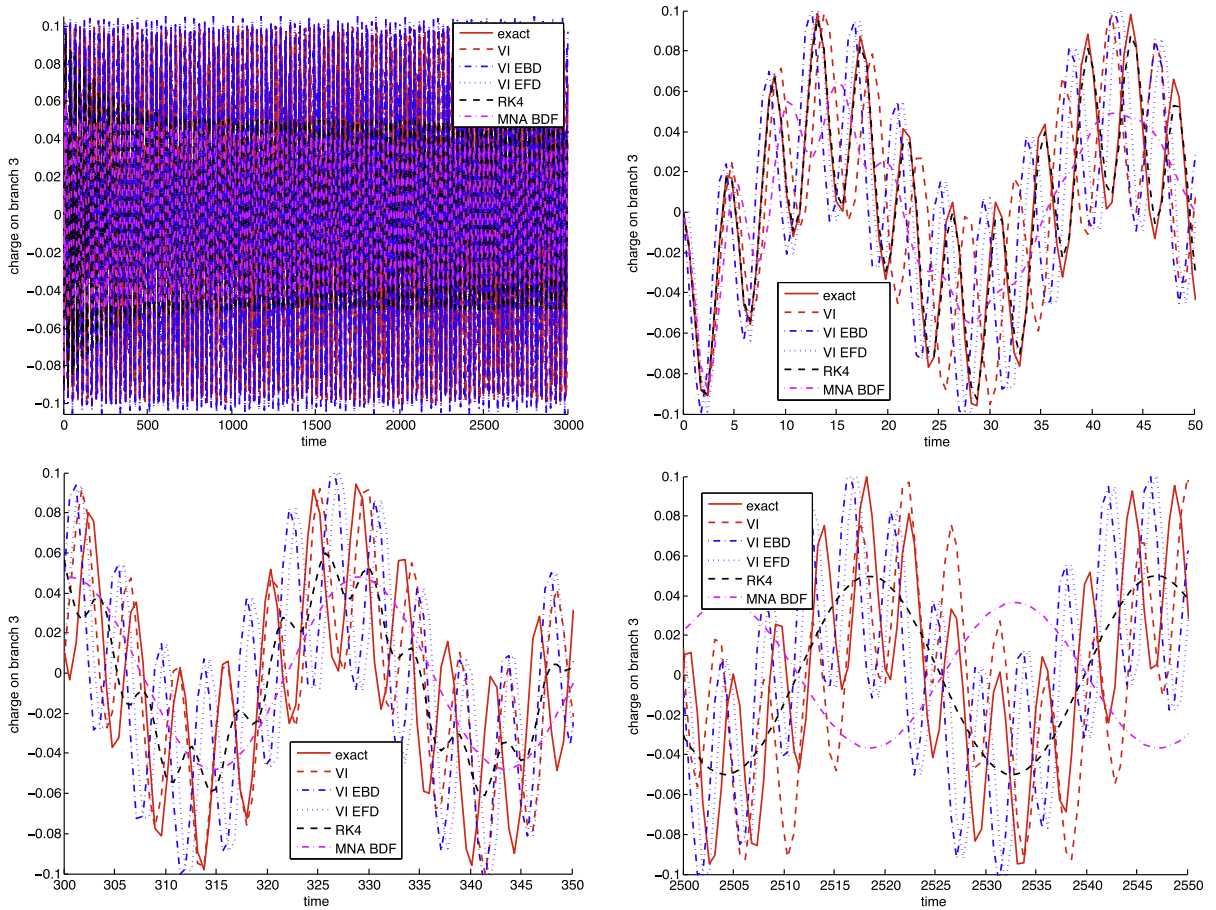 0.1
0.08
0.06
0.04
0.02
0
−0.02
−0.04
−0.06
−0.08
−0.1
charge on branch 3
0 500 1000 1500 2000 2500 3000
time
exact
VI
VI EBD
VI EFD
RK4
MNA BDF
0.1
0.08
0.06
0.04
0.02
0
−0.02
−0.04
−0.06
−0.08
−0.1
charge on branch 3
0 5 10 15 20 25 30 35 40 45 50
time
exact
VI
VI EBD
VI EFD
RK4
MNA BDF
0.1
0.08
0.06
0.04
0.02
0
−0.02
−0.04
−0.06
−0.08
−0.1
charge on branch 3
300 305 310 315 320 325 330 335 340 345 350
time
exact
VI
VI EBD
VI EFD
RK4
MNA BDF
0.1
0.08
0.06
0.04
0.02
0
−0.02
−0.04
−0.06
−0.08
−0.1
charge on branch 3
2500 2505 2510 2515 2520 2525 2530 2535 2540 2545 2550
time
exact
VI
VI EBD
VI EFD
RK4
MNA BDF